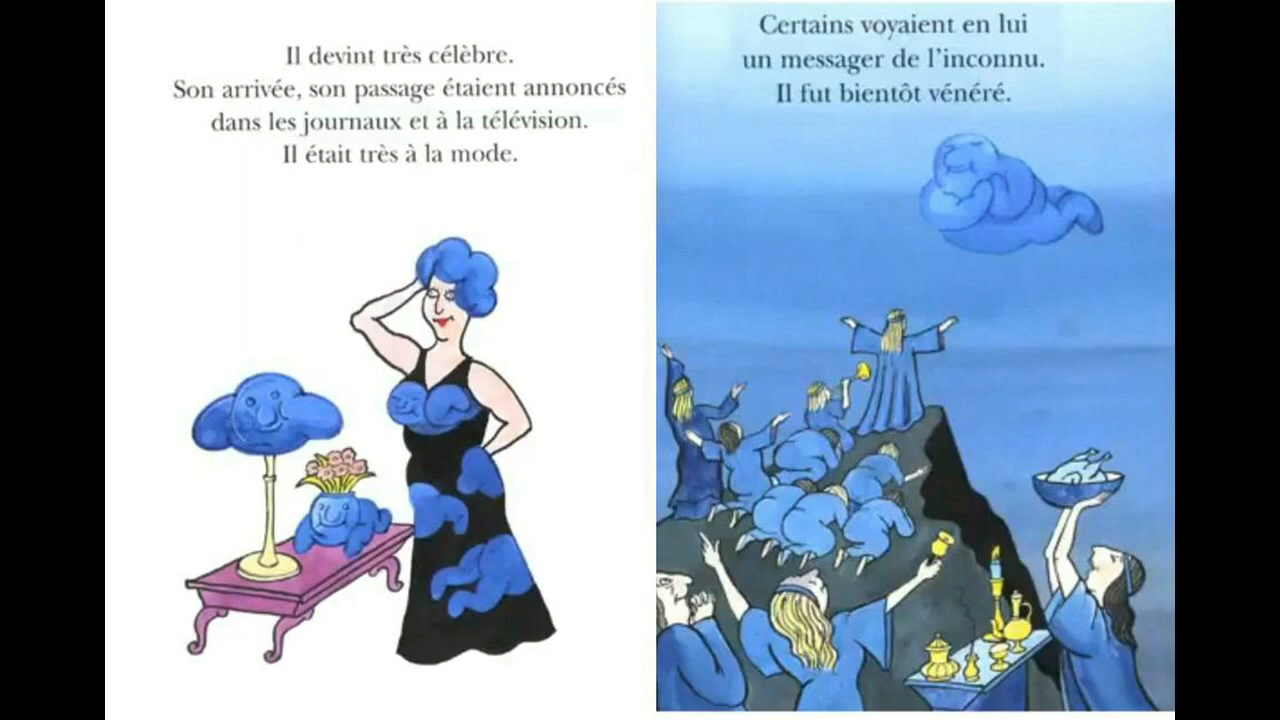 Il devint très célèbre.
Son arrivée, son passage étaient annoncés
dans les journaux et à la télévision.
Il était très à la mode.
Certains voyaient en lui
un messager de l'inconnu.
Il fut bientôt vénéré.